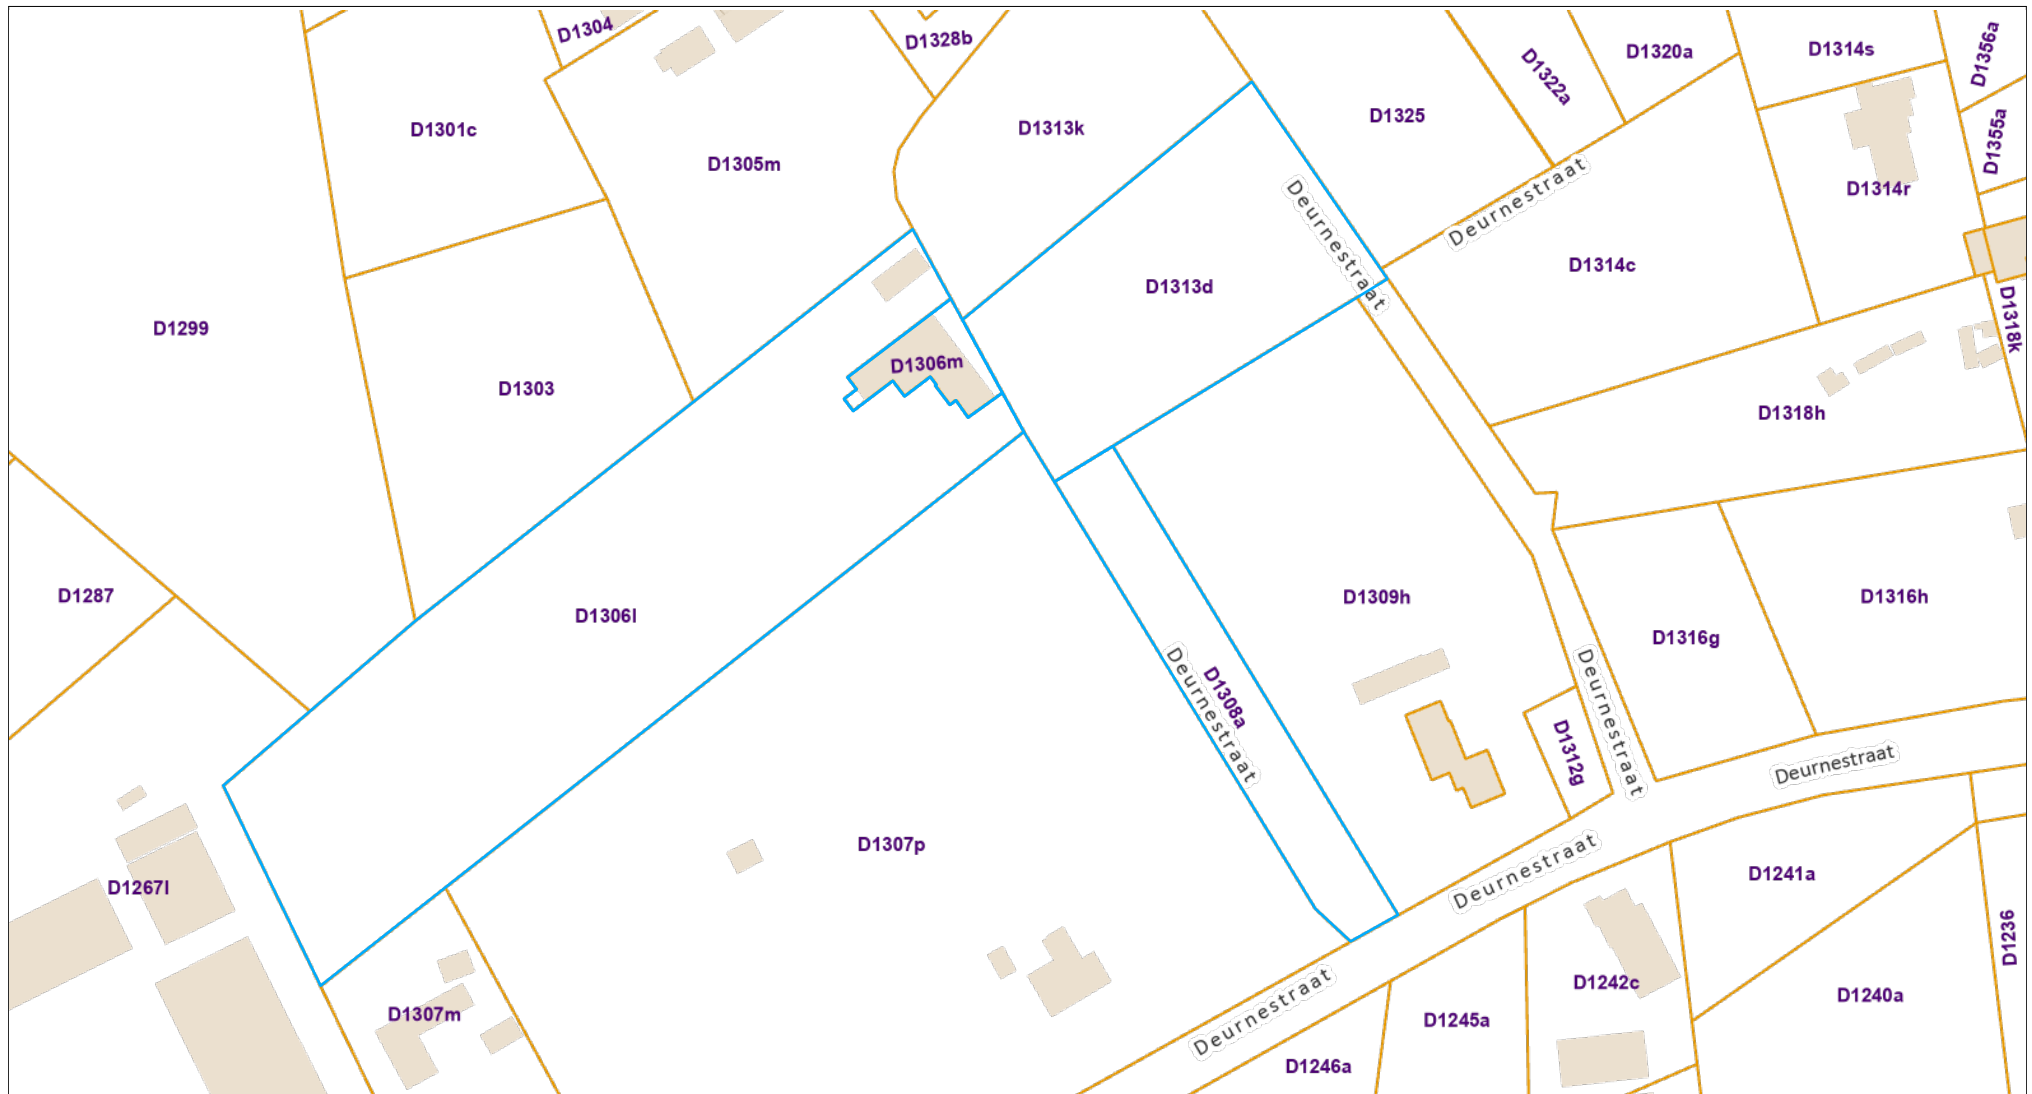 D1304
D1328b
D1322a
D1320a
D1314s
D1356a
D1301c
D1305m
D1313k
D1325
D1355a
D1314r
Deurnestraat
Deurnestraat
D1299
D1303
D1306m
D1313d
D1314c
D1318k
D1318h
D1287
D1306l
D1309h
D1316g
D1316h
D1308a
Deurnestraat
Deurnestraat
D1312g
Deurnestraat
D1267l
D1307p
Deurnestraat
D1241a
D1236
D1307m
Deurnestraat
D1242c
D1240a
D1245a
D1246a